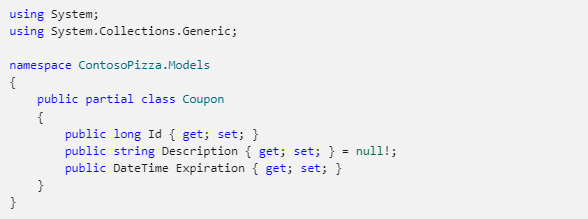 using System;
using System.Collections.Generic;

namespace ContosoPizza.Models
{
    public partial class Coupon
    {
        public long Id { get; set; }
        public string Description { get; set; } = null!;
        public DateTime Expiration { get; set; }
    }
}